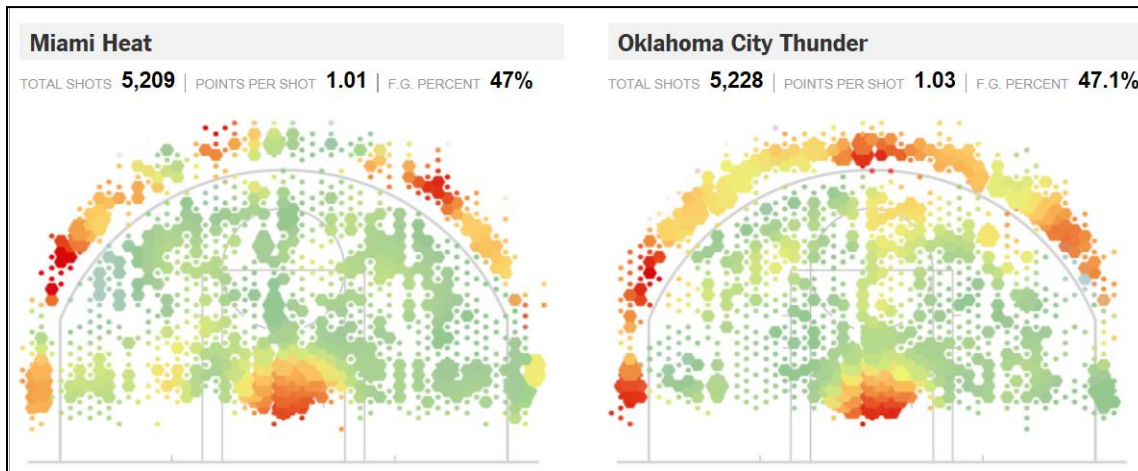 Miami Heat
TOTAL SHOTS 5,209 | POINTS PER SHOT 1.01 | F.G. PERCENT 47%
Oklahoma City Thunder
TOTAL SHOTS 5,228 | POINTS PER SHOT 1.03 | F.G. PERCENT 47.1%